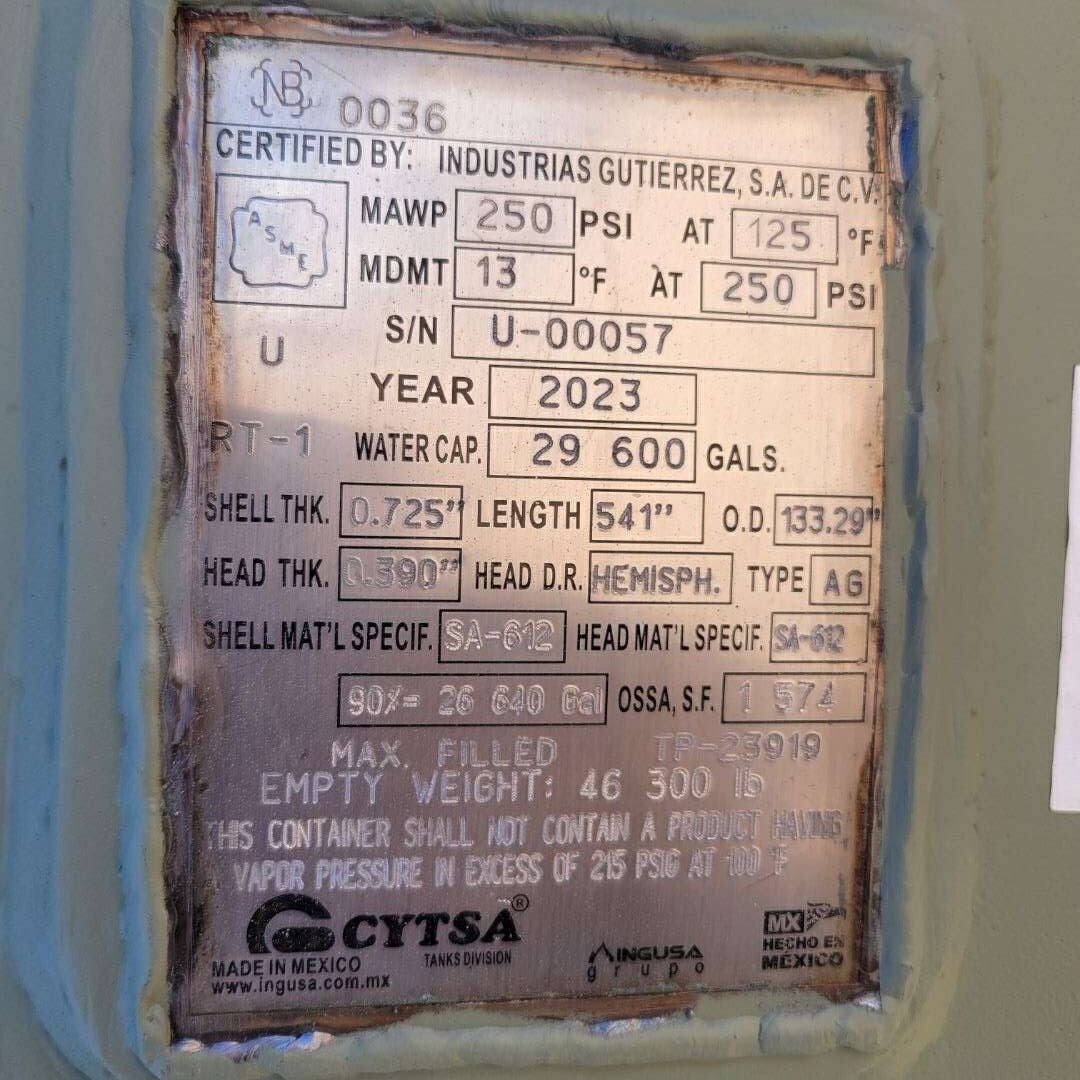 NB 0036
CERTIFIED BY: INDUSTRIAS GUTIERREZ, S.A. DE C.V.
ASME
MAWP 250 PSI AT 125 °F
MDMT 13 °F AT 250 PSI
U
S/N U-00057
YEAR 2023
RT-1
WATER CAP. 29 600 GALS.
SHELL THK. 0.725" LENGTH 541" O.D. 133.29"
HEAD THK. 0.390" HEAD D.R. HEMISPH. TYPE AG
SHELL MAT'L SPECIF. SA-612 HEAD MAT'L SPECIF. SA-612
90%= 26 640 Gal OSSA, S.F. 1 574
MAX. FILLED TP-23919
EMPTY WEIGHT: 46 300 lb
THIS CONTAINER SHALL NOT CONTAIN A PRODUCT HAVING
VAPOR PRESSURE IN EXCESS OF 215 PSIG AT 100 °F
CYTSA®
TANKS DIVISION
MADE IN MEXICO
www.ingusa.com.mx
INGUSA
grupo
MX
HECHO EN
MÉXICO